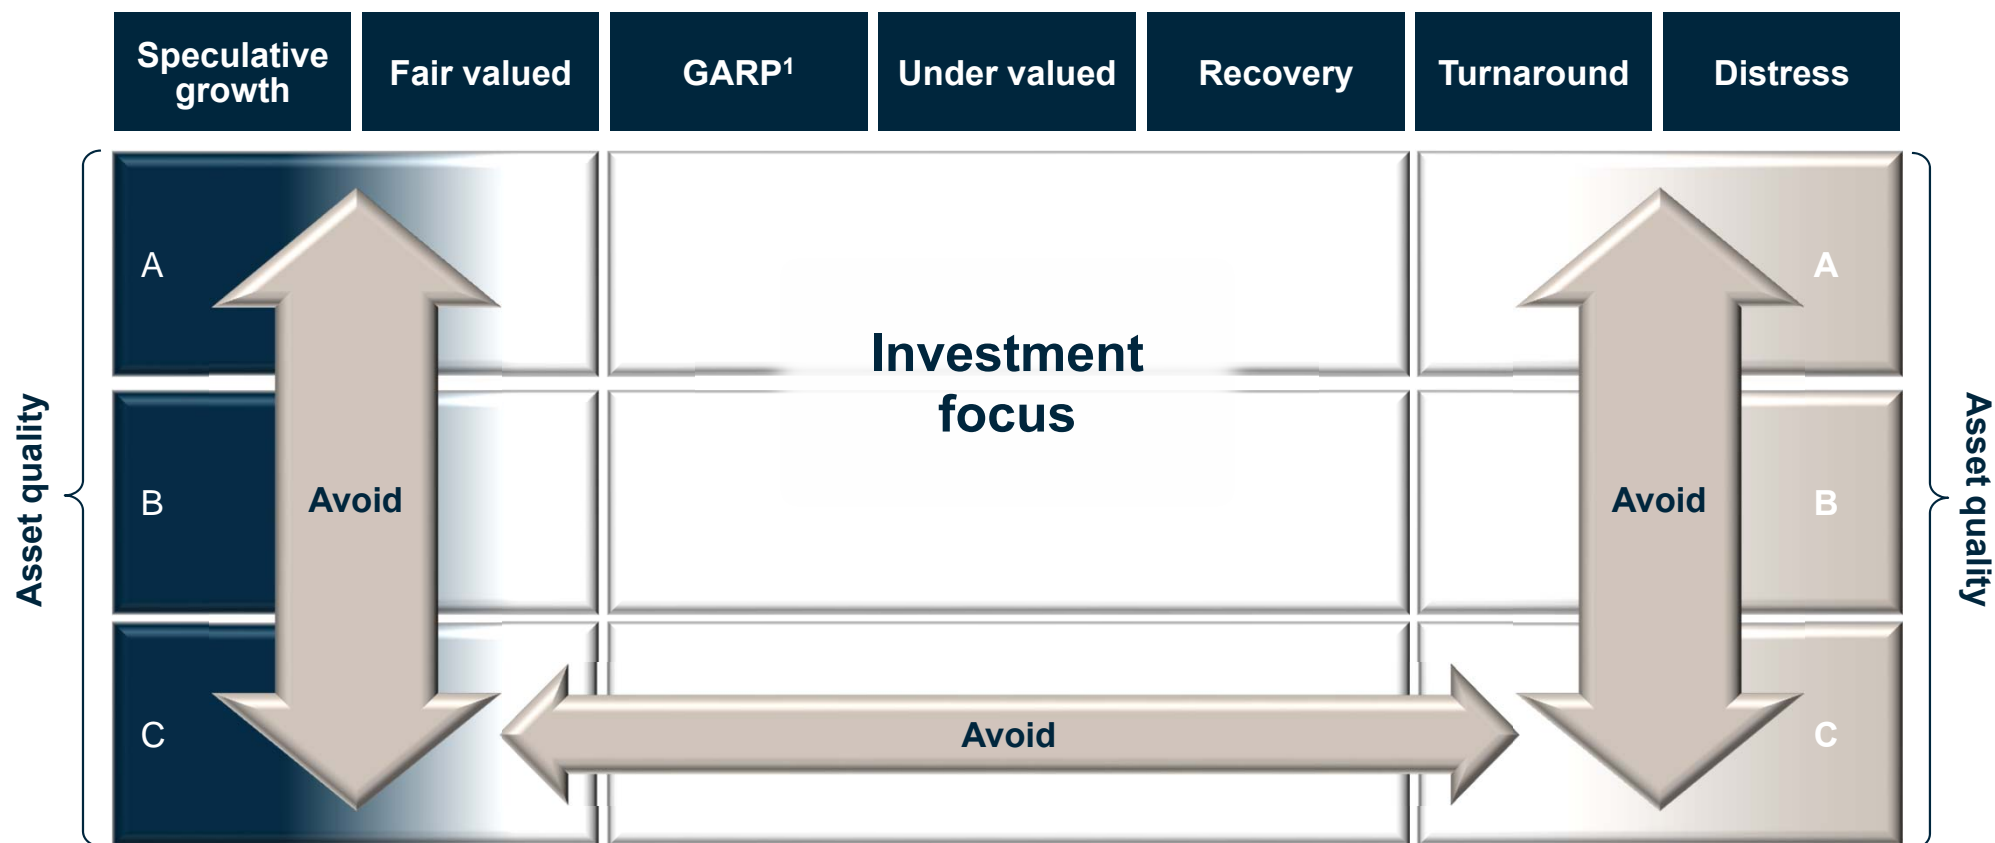 Speculative
growth
Fair valued
GARP¹
Under valued
Recovery
Turnaround
Distress
Asset quality
A
A
Investment
focus
B
Avoid
Avoid
B
Asset quality
C
Avoid
C